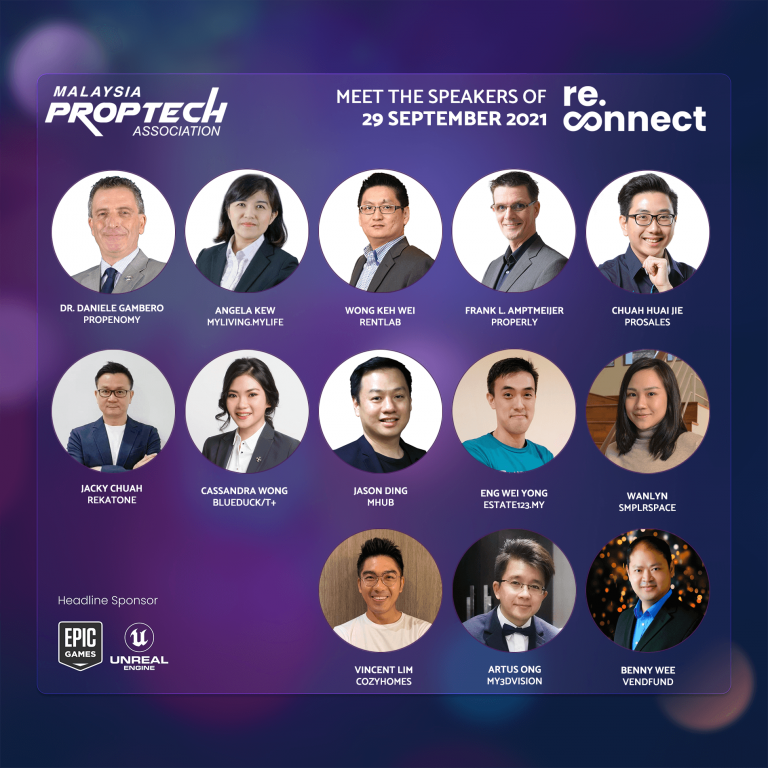 MALAYSIA
PROPTECH
ASSOCIATION
MEET THE SPEAKERS OF
29 SEPTEMBER 2021
re.
connect
DR. DANIELE GAMBERO
PROPENOMY
ANGELA KEW
MYLIVING.MYLIFE
WONG KEH WEI
RENTLAB
FRANK L. AMPTMEIJER
PROPERLY
CHUAH HUAI JIE
PROSALES
JACKY CHUAH
REKATONE
CASSANDRA WONG
BLUEDUCK/T+
JASON DING
MHUB
ENG WEI YONG
ESTATE123.MY
WANLYN
SMPLRSPACE
VINCENT LIM
COZYHOMES
ARTUS ONG
MY3DVISION
BENNY WEE
VENDFUND
Headline Sponsor
EPIC
GAMES
UNREAL
ENGINE